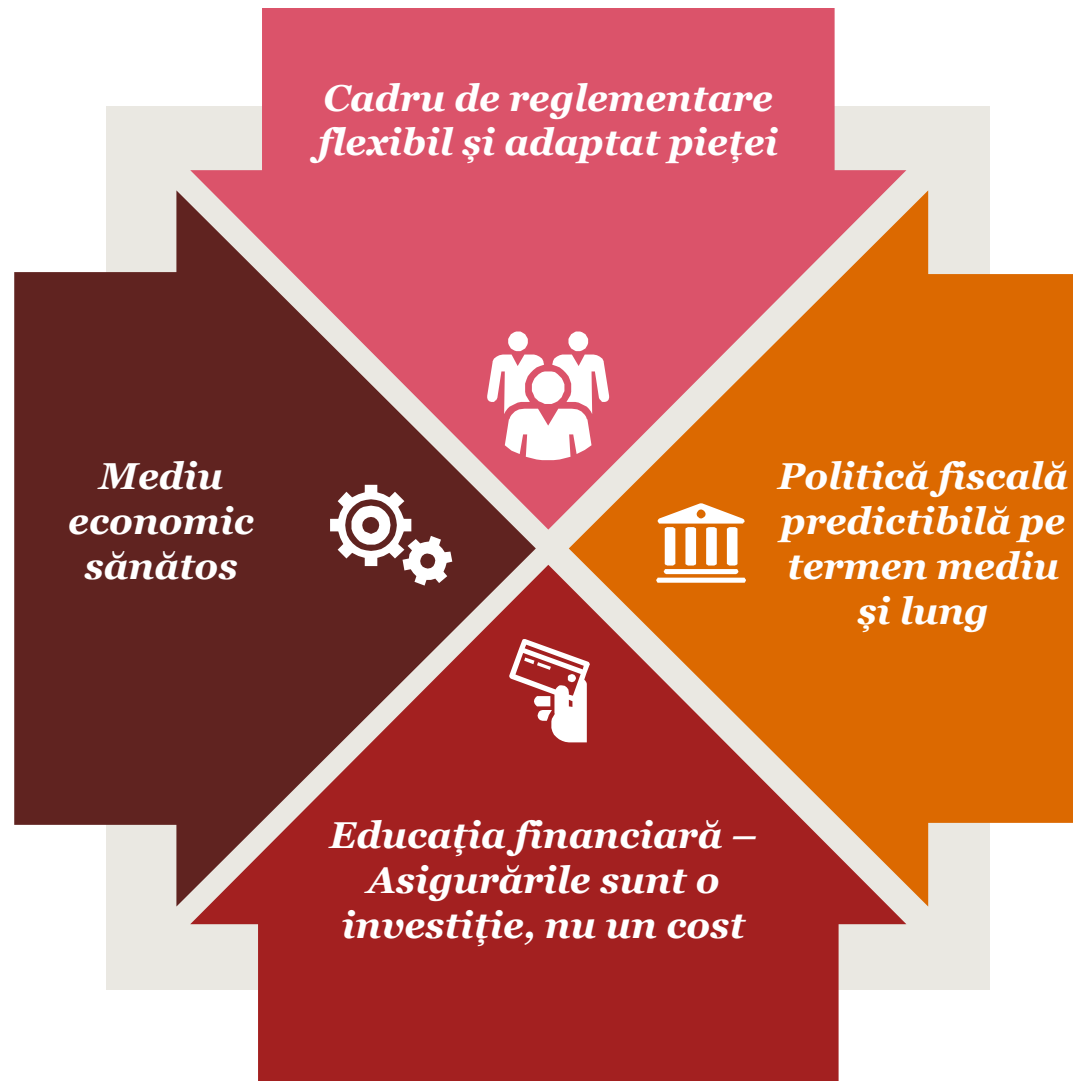 Cadru de reglementare
flexibil și adaptat pieței
Mediu
economic
sănătos
Politică fiscală
predictibilă pe
termen mediu
și lung
Educația financiară –
Asigurările sunt o
investiție, nu un cost